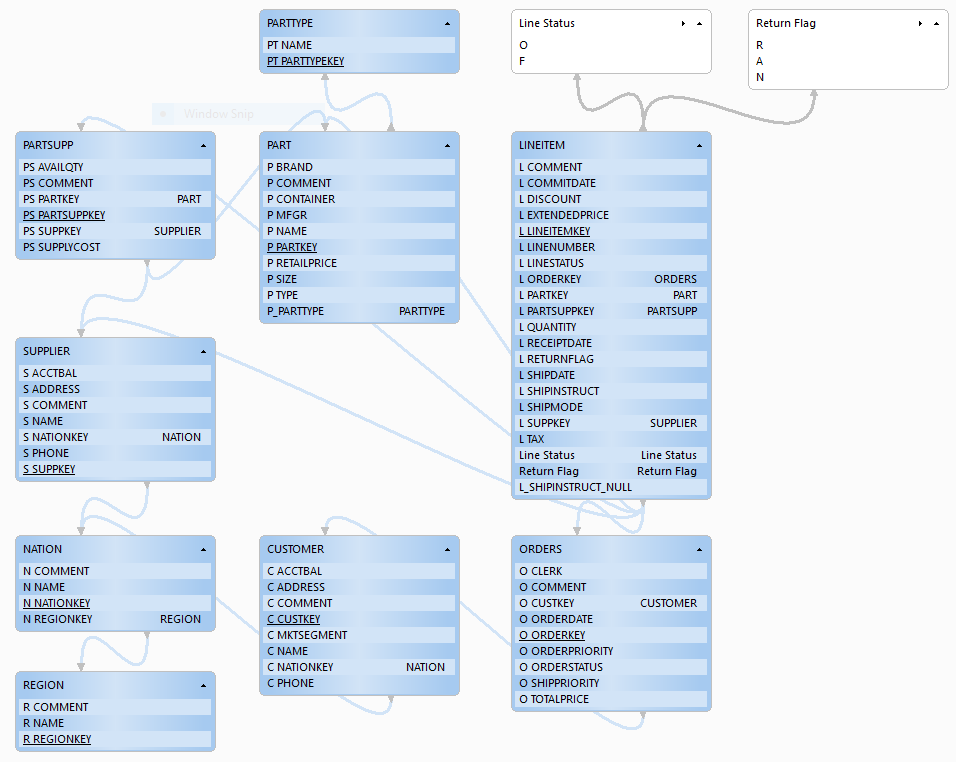 PARTTYPE
PT NAME
PT PARTTYPEKEY
Line Status
O
F
Return Flag
R
A
N
Window Snip
PARTSUPP
PS AVAILQTY
PS COMMENT
PS PARTKEY PART
PS PARTSUPPKEY
PS SUPPKEY SUPPLIER
PS SUPPLYCOST
PART
P BRAND
P COMMENT
P CONTAINER
P MFGR
P NAME
P PARTKEY
P RETAILPRICE
P SIZE
P TYPE
P_PARTTYPE PARTTYPE
LINEITEM
L COMMENT
L COMMITDATE
L DISCOUNT
L EXTENDEDPRICE
L LINEITEMKEY
L LINENUMBER
L LINESTATUS
L ORDERKEY ORDERS
L PARTKEY PART
L PARTSUPPKEY PARTSUPP
L QUANTITY
L RECEIPTDATE
L RETURNFLAG
L SHIPDATE
L SHIPINSTRUCT
L SHIPMODE
L SUPPKEY SUPPLIER
L TAX
Line Status Line Status
Return Flag Return Flag
L_SHIPINSTRUCT_NULL
SUPPLIER
S ACCTBAL
S ADDRESS
S COMMENT
S NAME
S NATIONKEY NATION
S PHONE
S SUPPKEY
NATION
N COMMENT
N NAME
N NATIONKEY
N REGIONKEY REGION
CUSTOMER
C ACCTBAL
C ADDRESS
C COMMENT
C CUSTKEY
C MKTSEGMENT
C NAME
C NATIONKEY NATION
C PHONE
ORDERS
O CLERK
O COMMENT
O CUSTKEY CUSTOMER
O ORDERDATE
O ORDERKEY
O ORDERPRIORITY
O ORDERSTATUS
O SHIPPRIORITY
O TOTALPRICE
REGION
R COMMENT
R NAME
R REGIONKEY